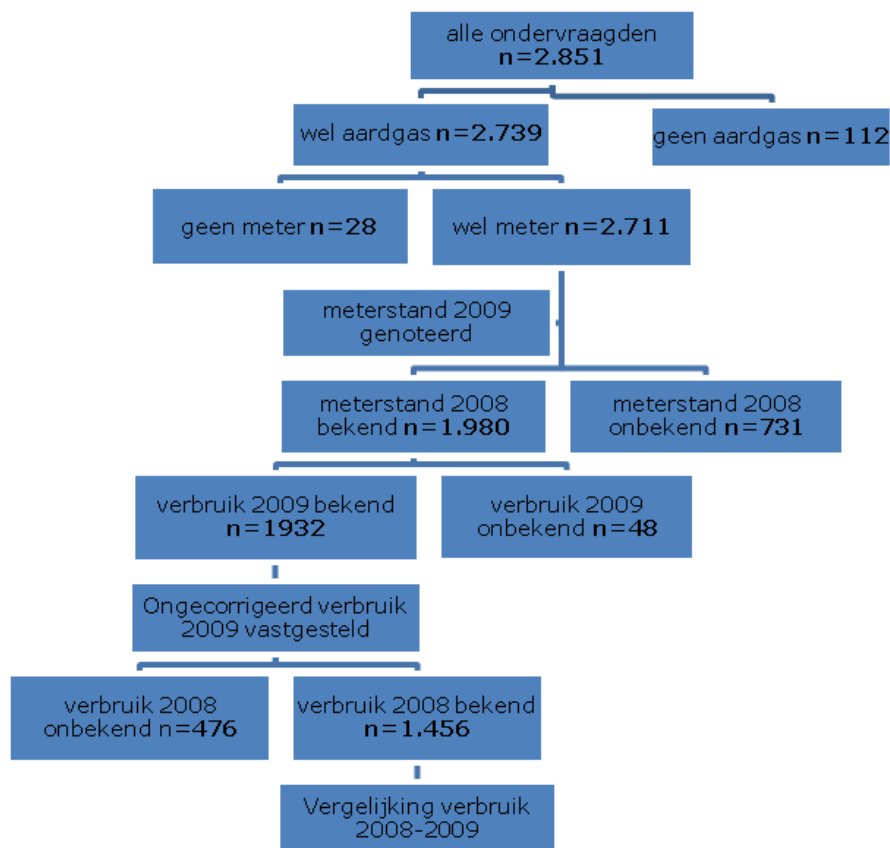 alle ondervraagden
n=2.851
wel aardgas n=2.739
geen aardgas n=112
geen meter n=28
wel meter n=2.711
meterstand 2009
genoteerd
meterstand 2008
bekend n=1.980
meterstand 2008
onbekend n=731
verbruik 2009 bekend
n=1932
verbruik 2009
onbekend n=48
Ongecorrigeerd verbruik
2009 vastgesteld
verbruik 2008
onbekend n=476
verbruik 2008 bekend
n=1.456
Vergelijking verbruik
2008-2009